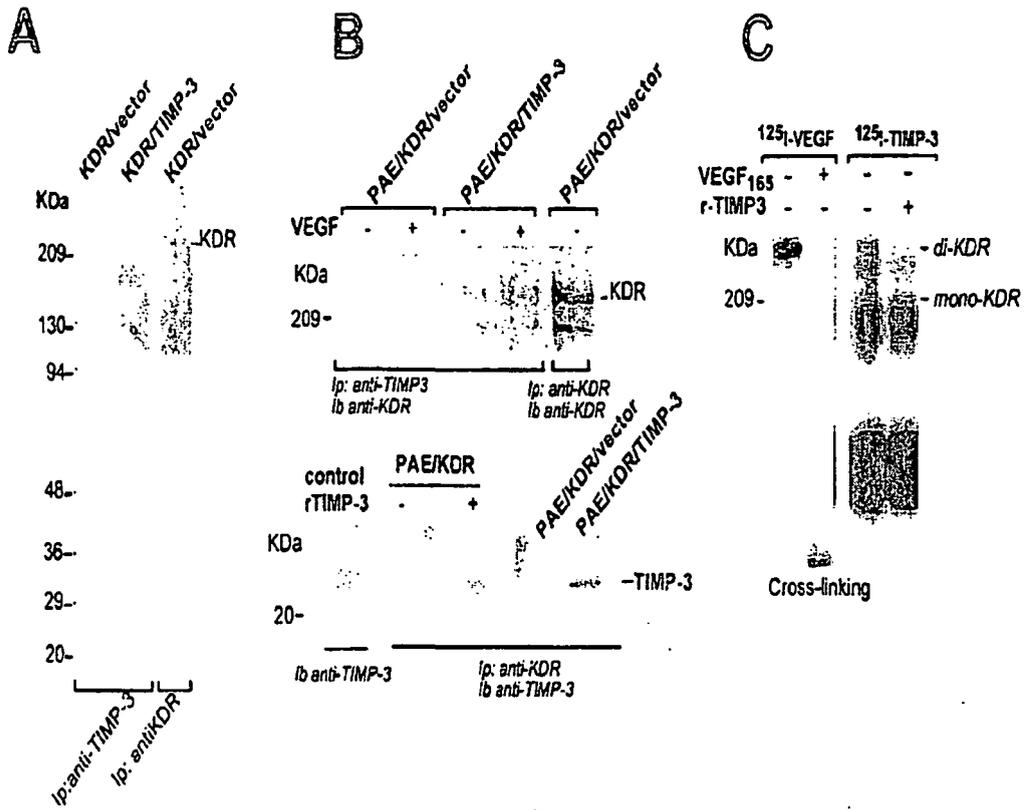 A
KDR/vector
KDR/TIMP-3
KDR/vector
KDa
KDR
209
130
94
48
36
29
20
Ip:anti-TIMP-3
Ip: antiKDR
B
PAE/KDR/vector
PAE/KDR/TIMP-3
PAE/KDR/vector
VEGF - + - + -
KDa
KDR
209
Ip: anti-TIMP3
Ib anti-KDR
Ip: anti-KDR
Ib anti-KDR
control
PAE/KDR
PAE/KDR/vector
PAE/KDR/TIMP-3
rTIMP-3 - +
KDa
TIMP-3
20
Ib anti-TIMP-3
Ip: anti-KDR
Ib anti-TIMP-3
C
125I-VEGF 125I-TIMP-3
VEGF165 - + - -
r-TIMP3 - - - +
KDa
di-KDR
209
mono-KDR
Cross-linking